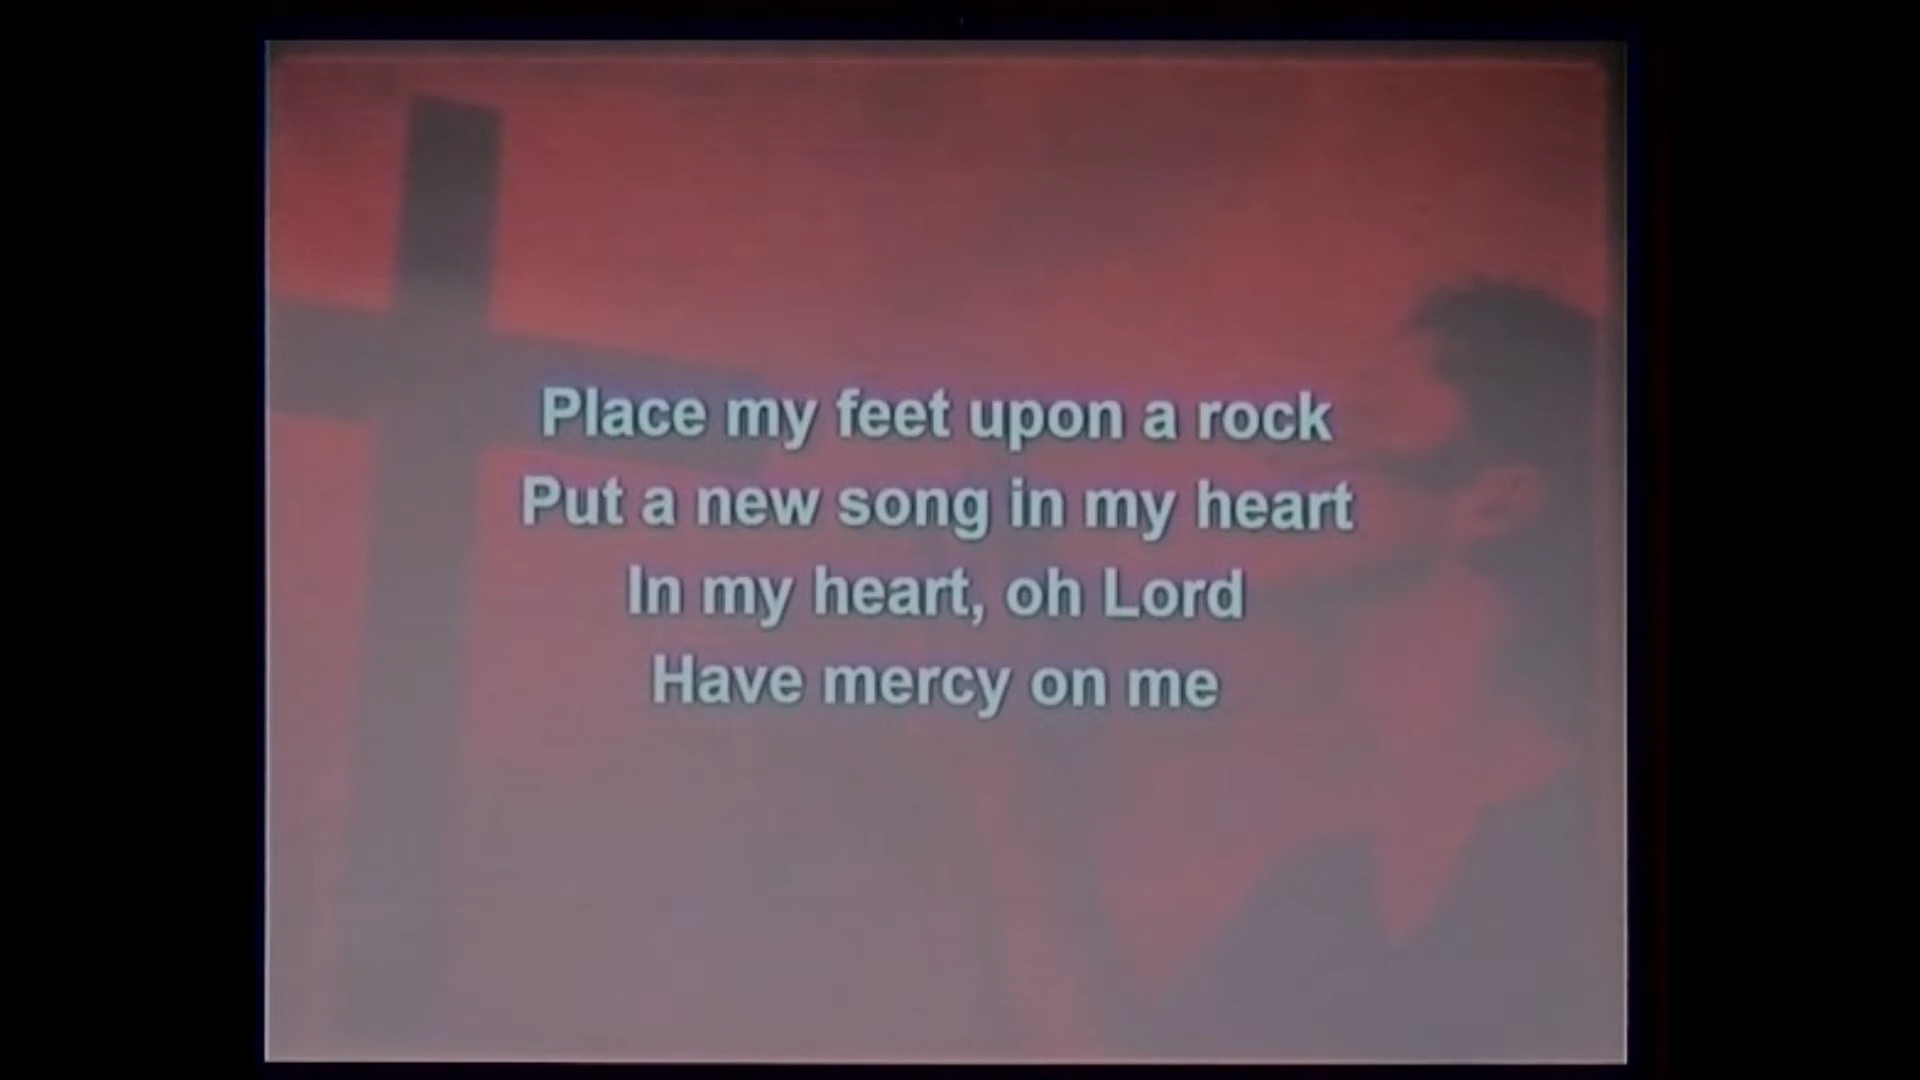 Place my feet upon a rock
Put a new song in my heart
In my heart, oh Lord
Have mercy on me